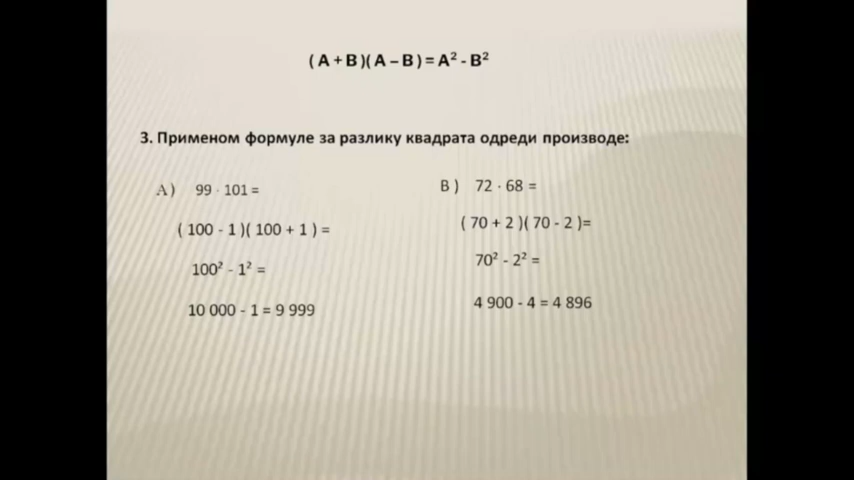 ( A + B )( A – B ) = A² - B²
3. Применом формуле за разлику квадрата одреди производе:
A ) 99 · 101 =
( 100 - 1 )( 100 + 1 ) =
100² - 1² =
10 000 - 1 = 9 999
B ) 72 · 68 =
( 70 + 2 )( 70 - 2 )=
70² - 2² =
4 900 - 4 = 4 896